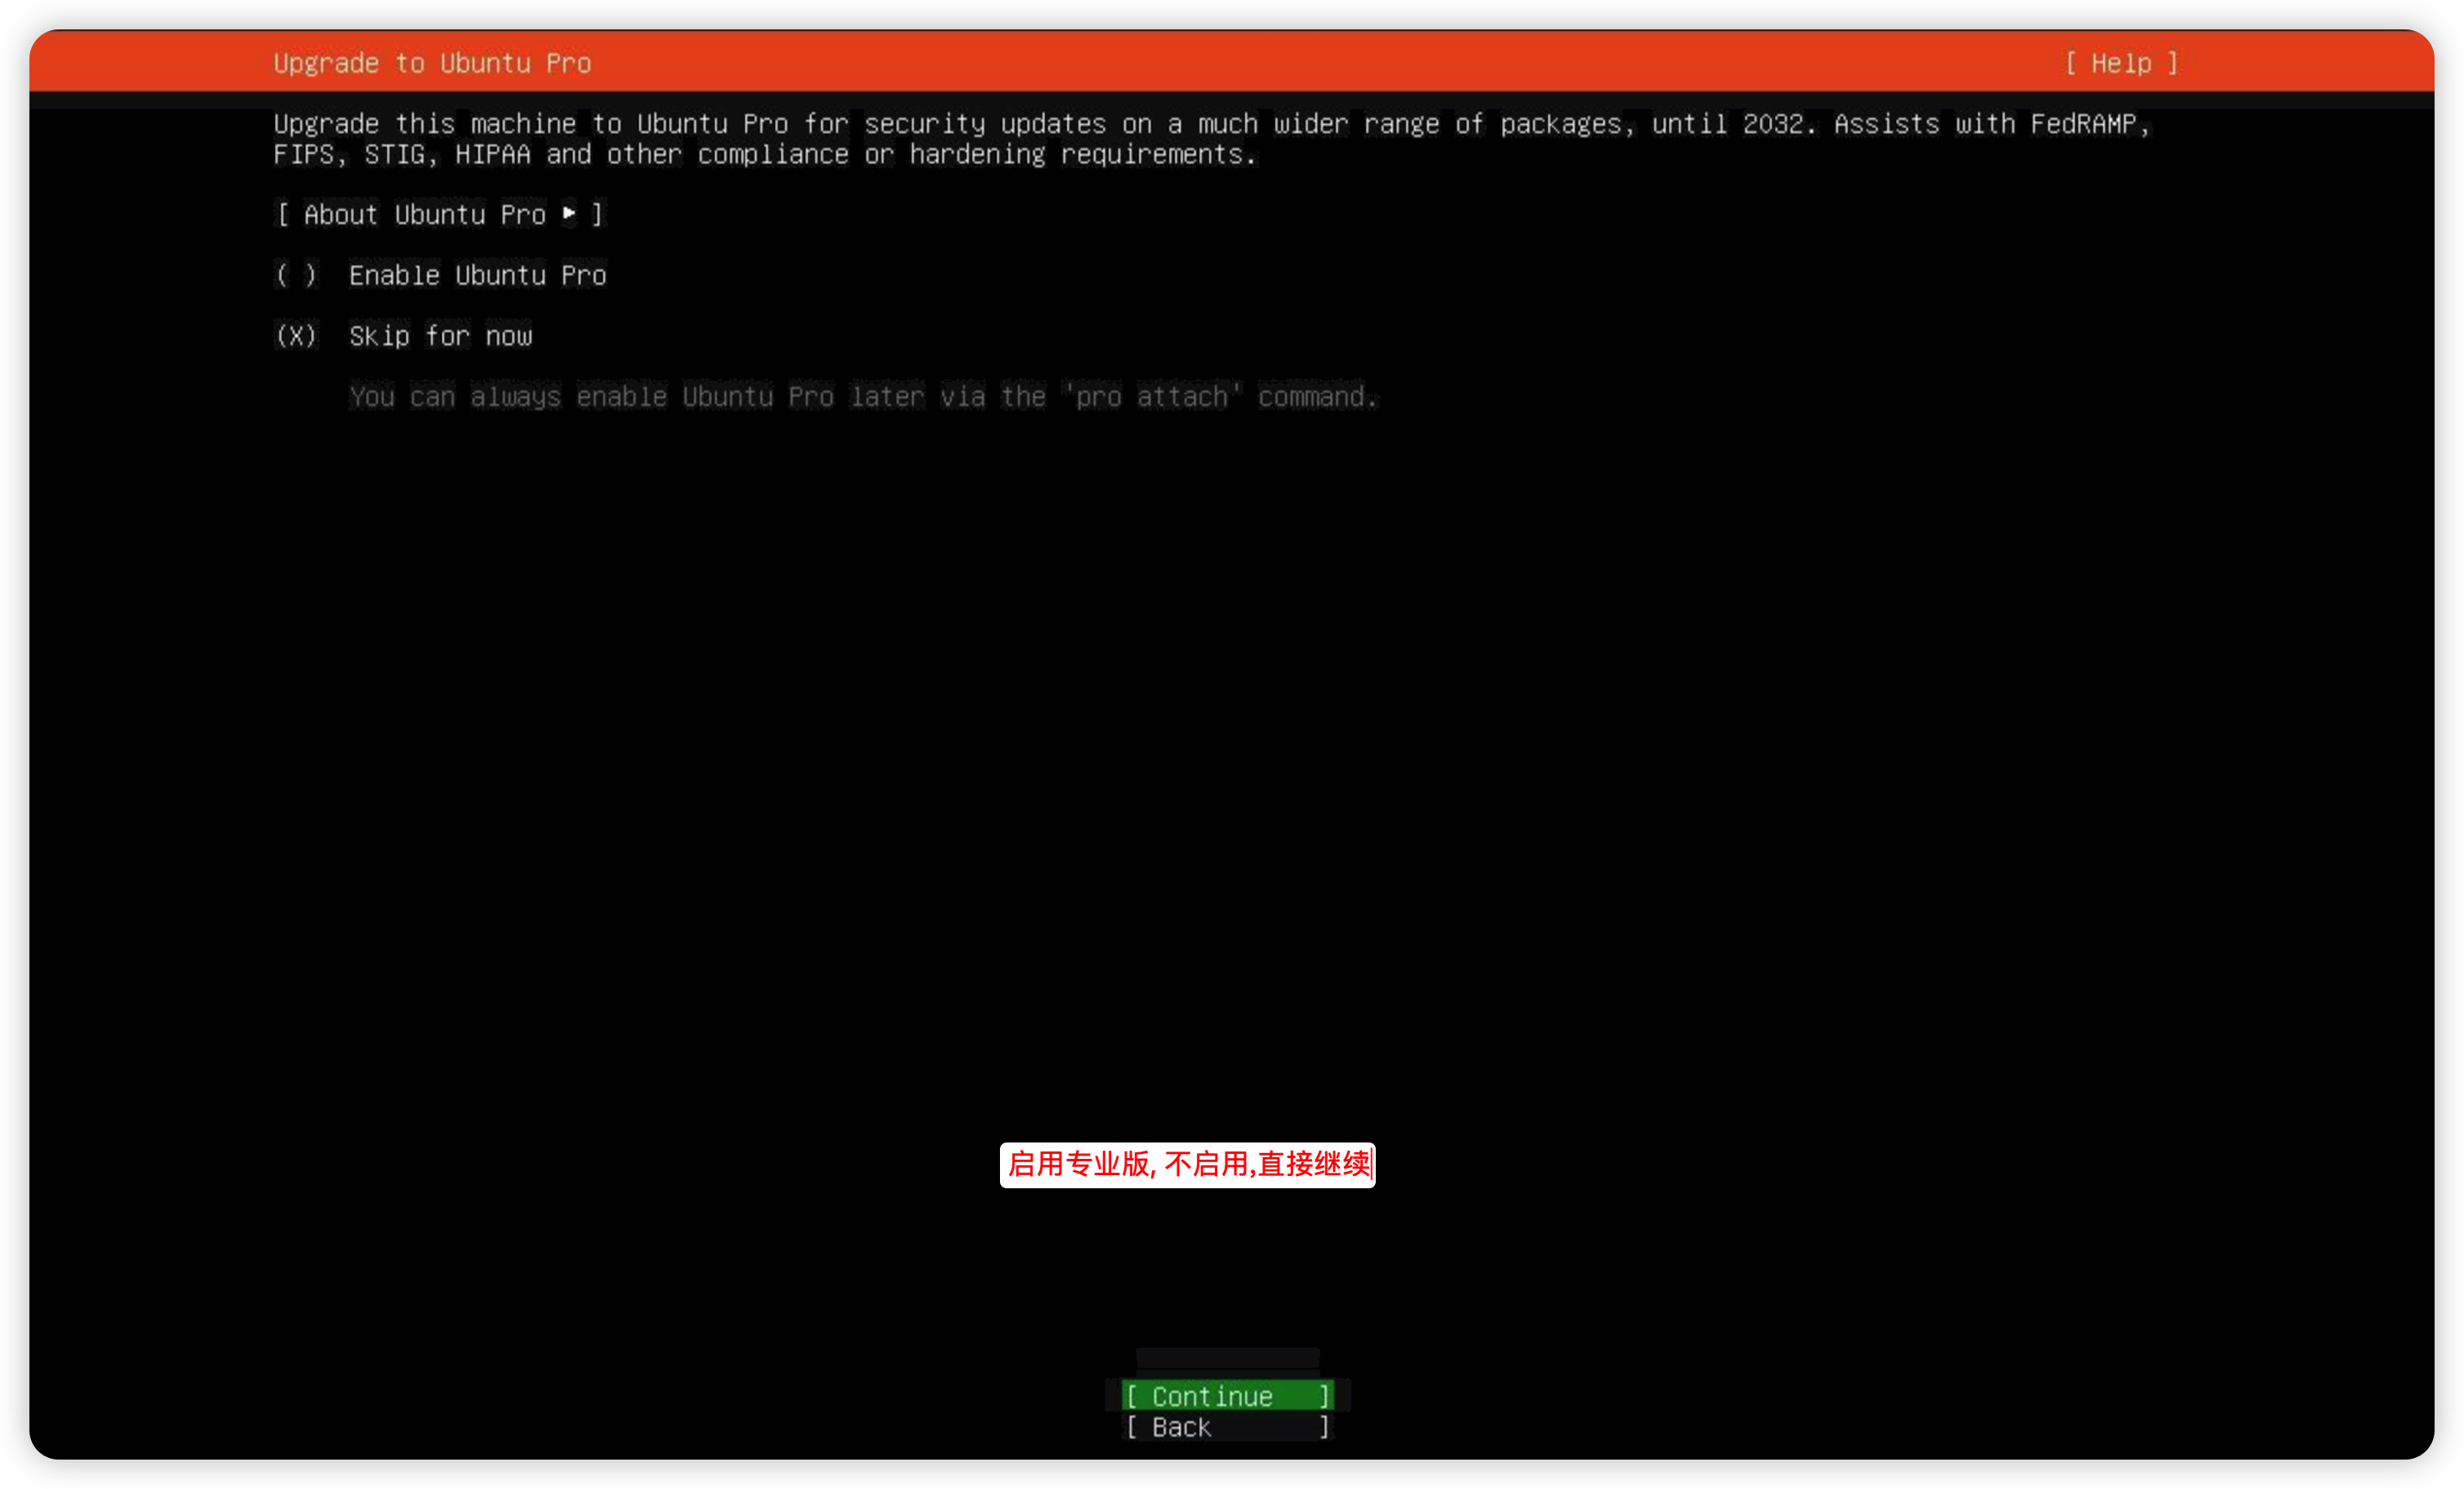 Upgrade to Ubuntu Pro [ Help ]
Upgrade this machine to Ubuntu Pro for security updates on a much wider range of packages, until 2032. Assists with FedRAMP,
FIPS, STIG, HIPAA and other compliance or hardening requirements.
[ About Ubuntu Pro ► ]
( ) Enable Ubuntu Pro
(X) Skip for now
You can always enable Ubuntu Pro later via the 'pro attach' command.
启用专业版, 不启用,直接继续
[ Continue ]
[ Back ]